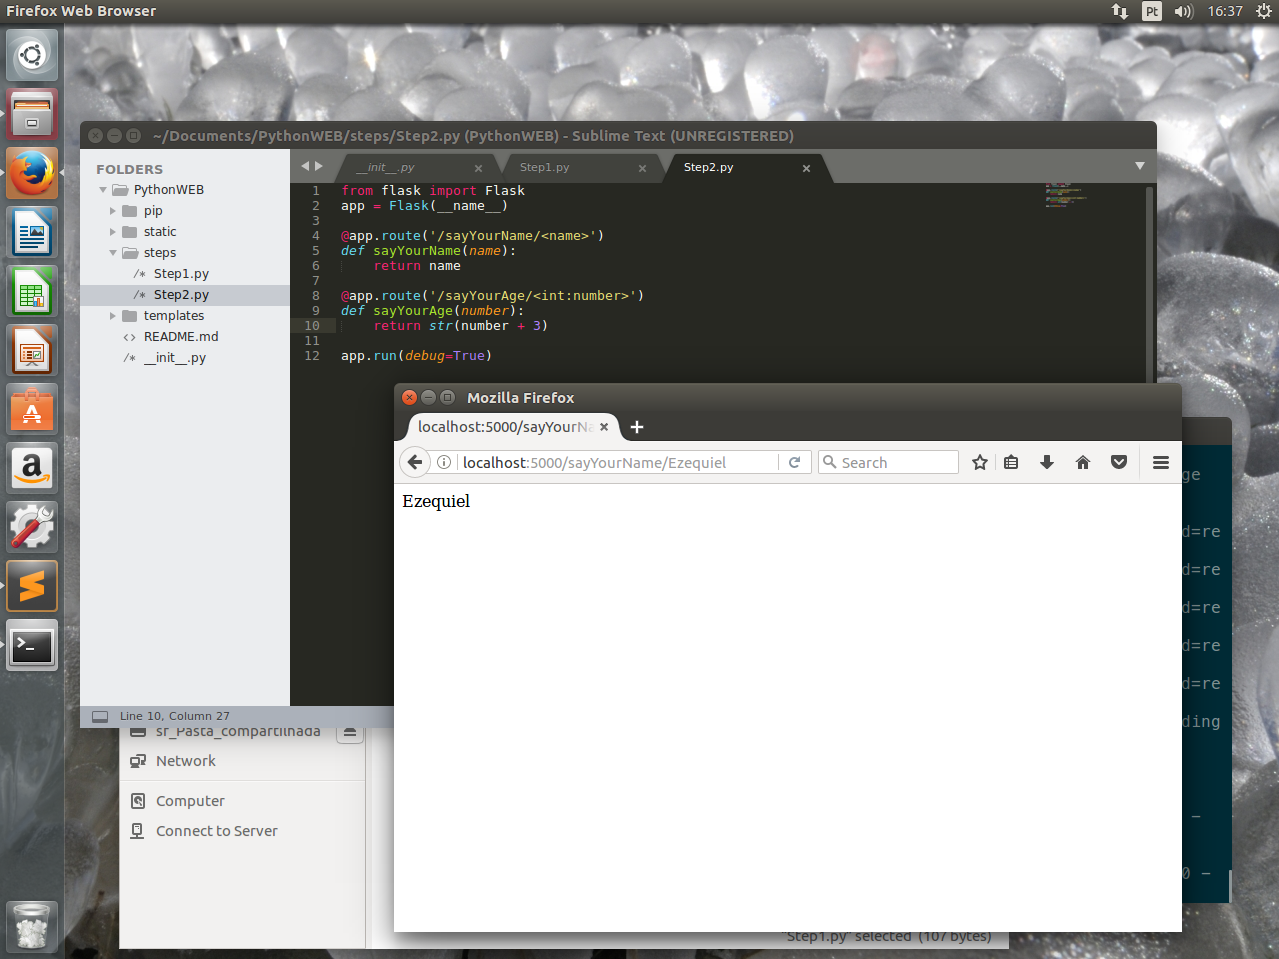 Firefox Web Browser
Pt
16:37
~/Documents/PythonWEB/steps/Step2.py (PythonWEB) - Sublime Text (UNREGISTERED)
FOLDERS
PythonWEB
pip
static
steps
/* Step1.py
/* Step2.py
templates
<> README.md
/* __init__.py
__init__.py
Step1.py
Step2.py
1 from flask import Flask
2 app = Flask(__name__)
3
4 @app.route('/sayYourName/<name>')
5 def sayYourName(name):
6 return name
7
8 @app.route('/sayYourAge/<int:number>')
9 def sayYourAge(number):
10 return str(number + 3)
11
12 app.run(debug=True)
Line 10, Column 27
Mozilla Firefox
localhost:5000/sayYourNa
localhost:5000/sayYourName/Ezequiel
Search
Ezequiel
ge
d=re
d=re
d=re
d=re
d=re
ding
-
0 -
sf_Pasta_compartilhada
Network
Computer
Connect to Server
"Step1.py" selected (107 bytes)